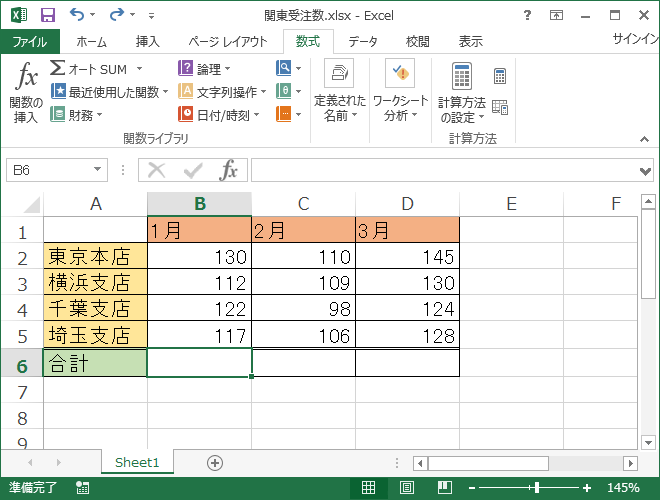 関東受注数.xlsx - Excel
ファイル ホーム 挿入 ページ レイアウト 数式 データ 校閲 表示 サインイン
fx 関数の挿入
Σ オート SUM
最近使用した関数
財務
論理
文字列操作
日付/時刻
定義された名前
ワークシート分析
計算方法の設定
関数ライブラリ 計算方法
B6 fx
A B C D E F
1 1月 2月 3月
2 東京本店 130 110 145
3 横浜支店 112 109 130
4 千葉支店 122 98 124
5 埼玉支店 117 106 128
6 合計
7
8
9
Sheet1
準備完了 145%